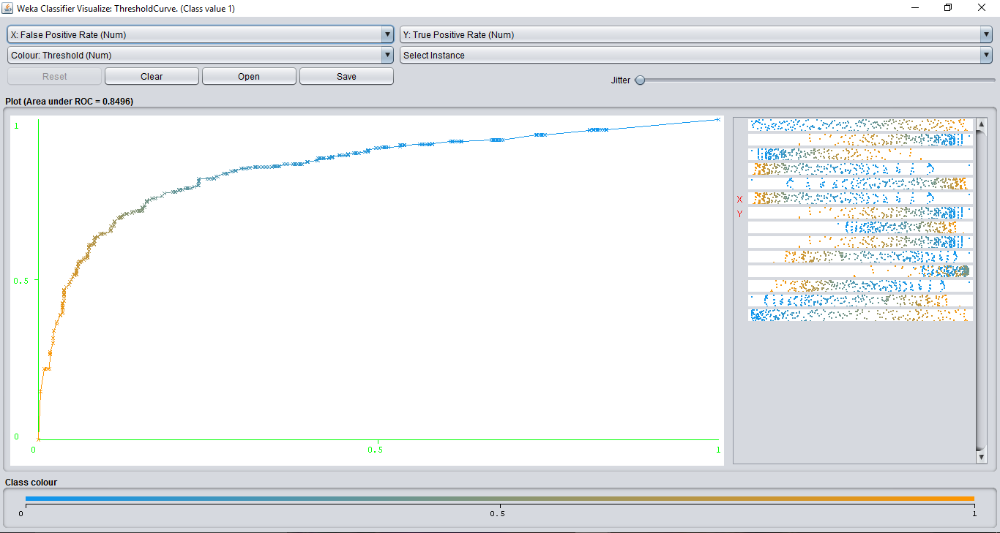 Weka Classifier Visualize: ThresholdCurve. (Class value 1)
X: False Positive Rate (Num)
Y: True Positive Rate (Num)
Colour: Threshold (Num)
Select Instance
Reset
Clear
Open
Save
Jitter
Plot (Area under ROC = 0.8496)
1
X
Y
0.5
0
0
0.5
1
Class colour
0
0.5
1